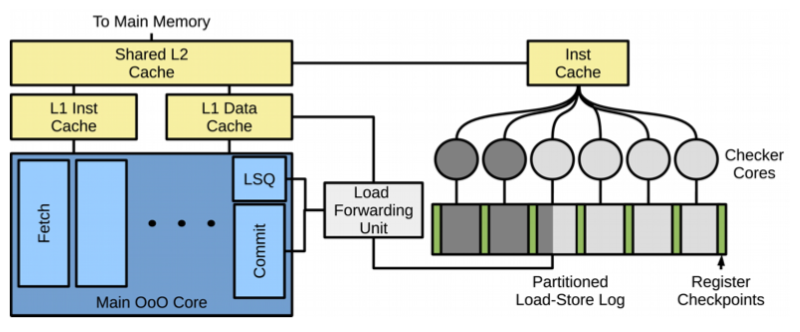 To Main Memory
Shared L2
Cache
Inst
Cache
L1 Inst
Cache
L1 Data
Cache
Checker
Cores
LSQ
Load
Forwarding
Unit
Fetch
Commit
Main OoO Core
Partitioned
Load-Store Log
Register
Checkpoints